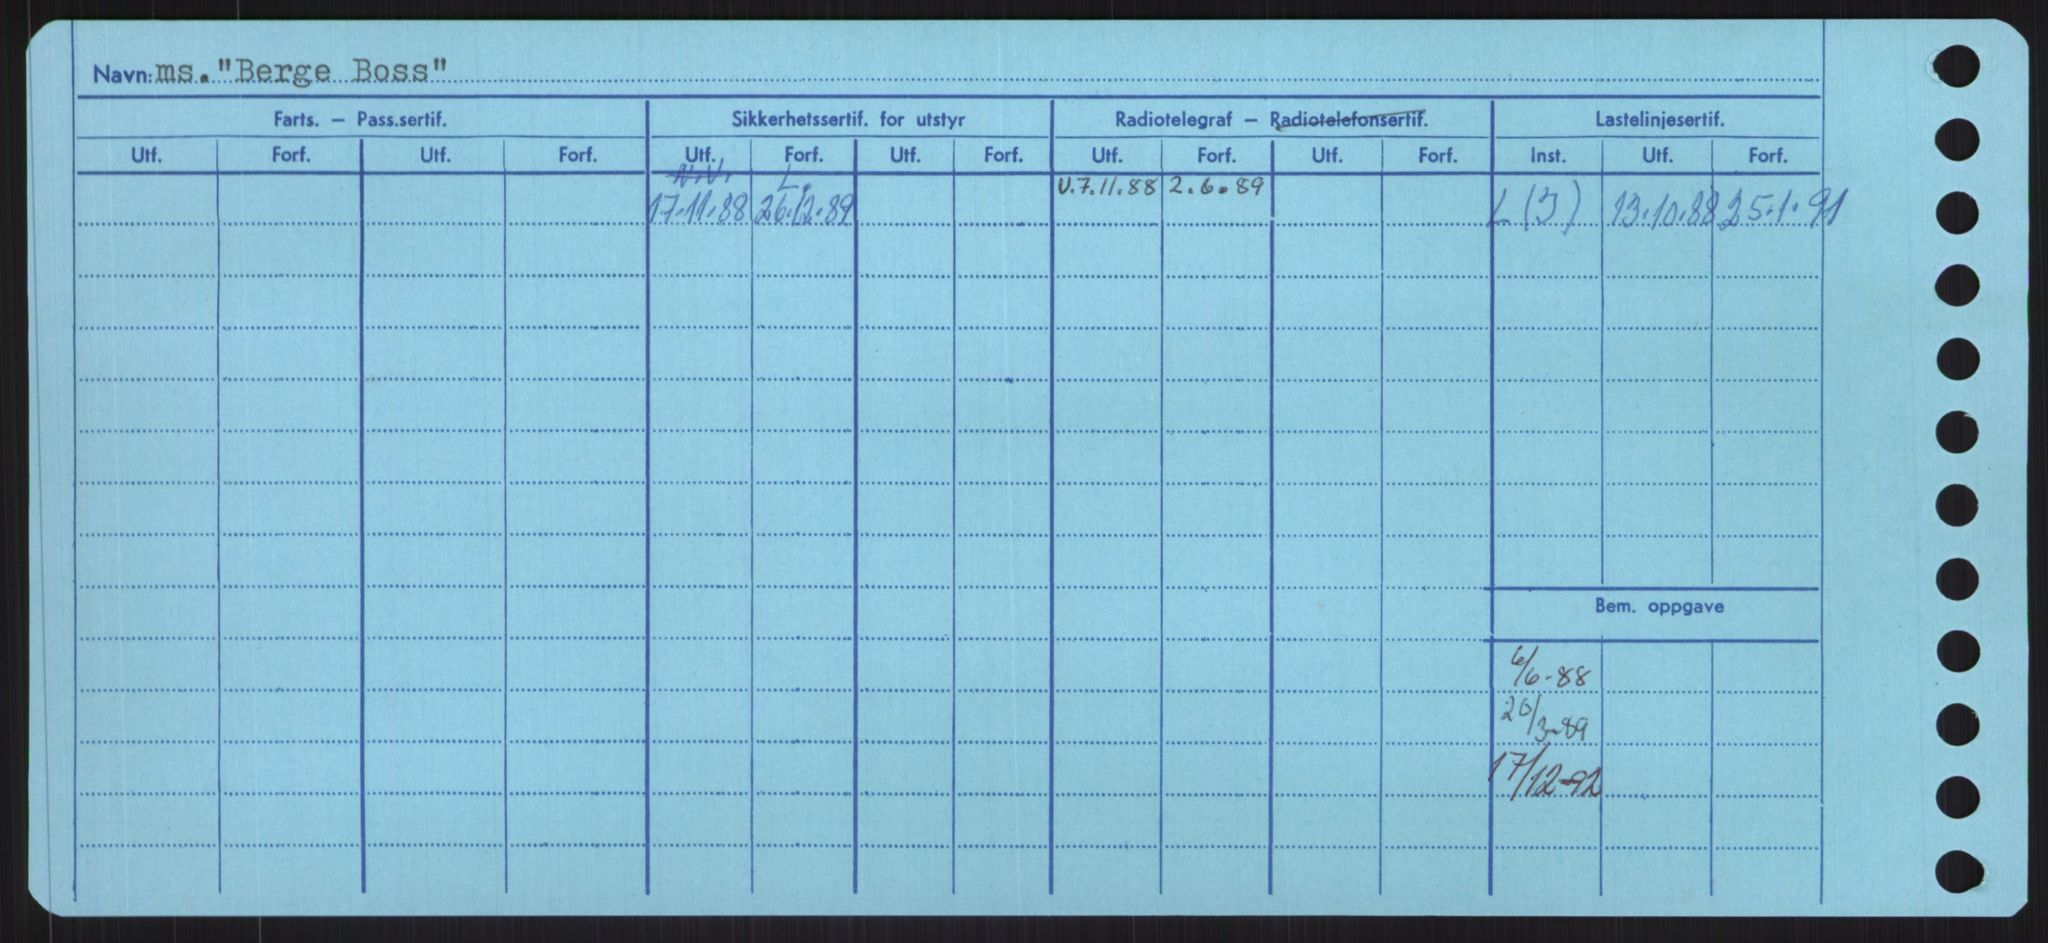 Navn: ms. "Berge Boss"
Farts. — Pass.sertif. Sikkerhetssertif. for utstyr Radiotelegraf — Radiotelefonsertif. Lastelinjesertif.
Utf. Forf. Utf. Forf. Utf. Forf. Utf. Forf. Utf. Forf. Utf. Forf. Inst. Utf. Forf.
N.V. L. U.7.11.88 2.6.89
17.11.88 26.12.89 L (3) 13.10.88 25.1.91
Bem. oppgave
6/6-88
20/3-89
17/12-92